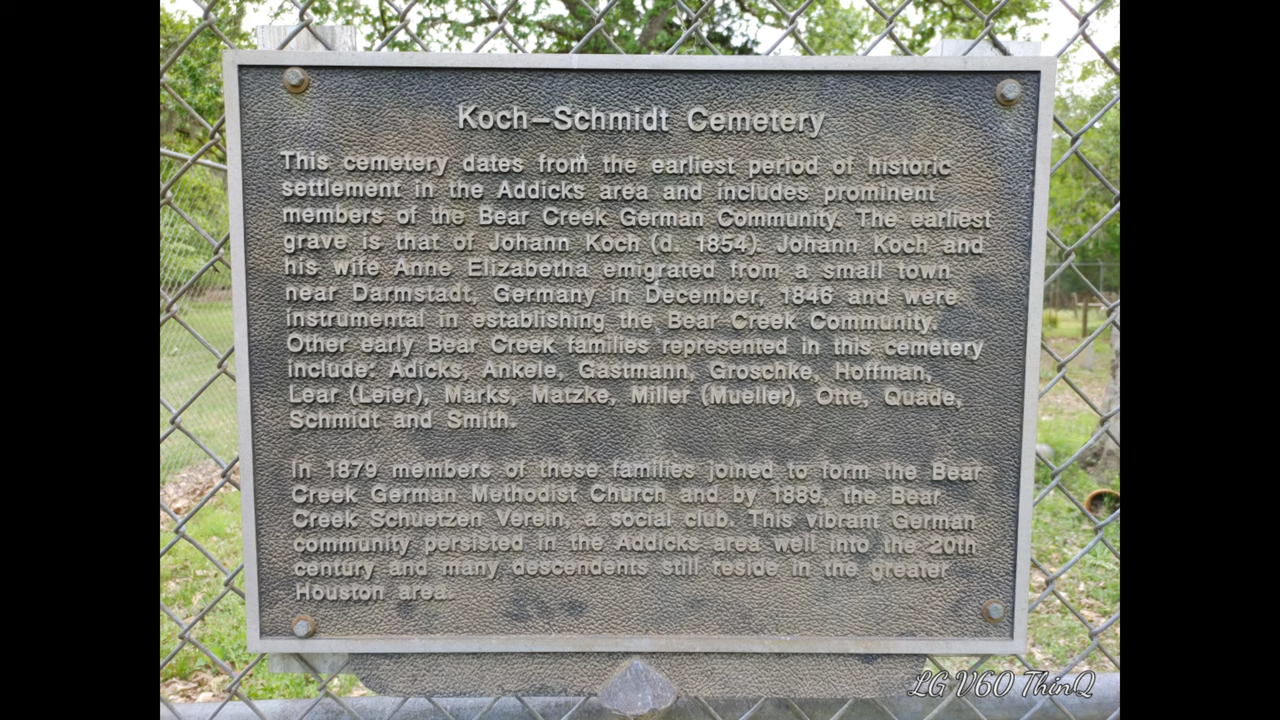 Koch-Schmidt Cemetery
This cemetery dates from the earliest period of historic
settlement in the Addicks area and includes prominent
members of the Bear Creek German Community. The earliest
grave is that of Johann Koch (d. 1854). Johann Koch and
his wife Anne Elizabetha emigrated from a small town
near Darmstadt, Germany in December, 1846 and were
instrumental in establishing the Bear Creek Community.
Other early Bear Creek families represented in this cemetery
include: Adicks, Ankele, Gastmann, Groschke, Hoffman,
Lear (Leier), Marks, Matzke, Miller (Mueller), Otte, Quade,
Schmidt and Smith.
In 1879 members of these families joined to form the Bear
Creek German Methodist Church and by 1889, the Bear
Creek Schuetzen Verein, a social club. This vibrant German
community persisted in the Addicks area well into the 20th
century and many descendents still reside in the greater
Houston area.
LG V60 ThinQ